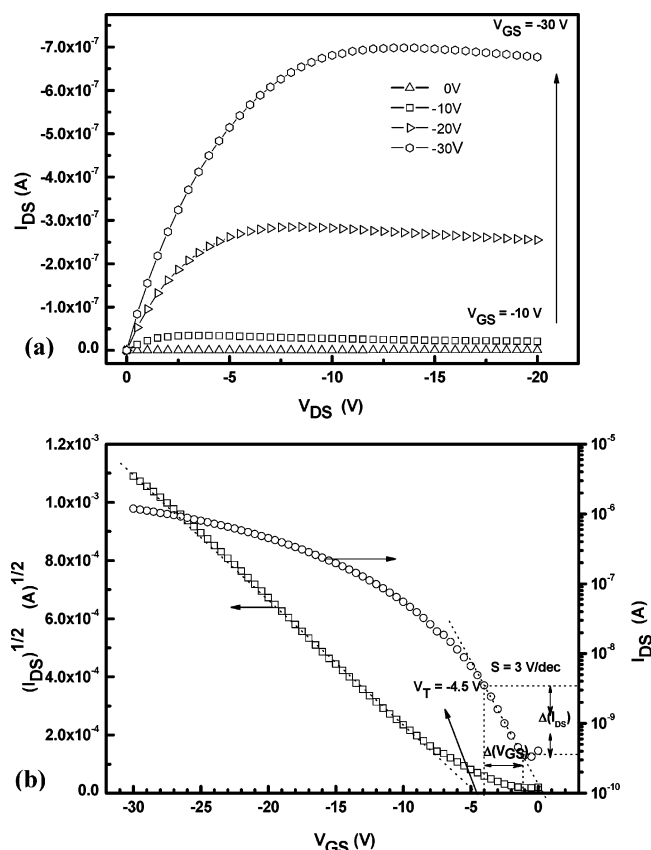 V_GS = -30 V
-7.0x10^-7
-6.0x10^-7
-5.0x10^-7
-4.0x10^-7
-3.0x10^-7
-2.0x10^-7
-1.0x10^-7
0.0
I_DS (A)
0V
-10V
-20V
-30V
V_GS = -10 V
(a)
0
-5
-10
-15
-20
V_DS (V)
1.2x10^-3
1.0x10^-3
8.0x10^-4
6.0x10^-4
4.0x10^-4
2.0x10^-4
0.0
(I_DS)^1/2 (A)^1/2
10^-5
10^-6
10^-7
10^-8
10^-9
10^-10
I_DS (A)
S = 3 V/dec
V_T = -4.5 V
Δ(I_DS)
Δ(V_GS)
(b)
-30
-25
-20
-15
-10
-5
0
V_GS (V)